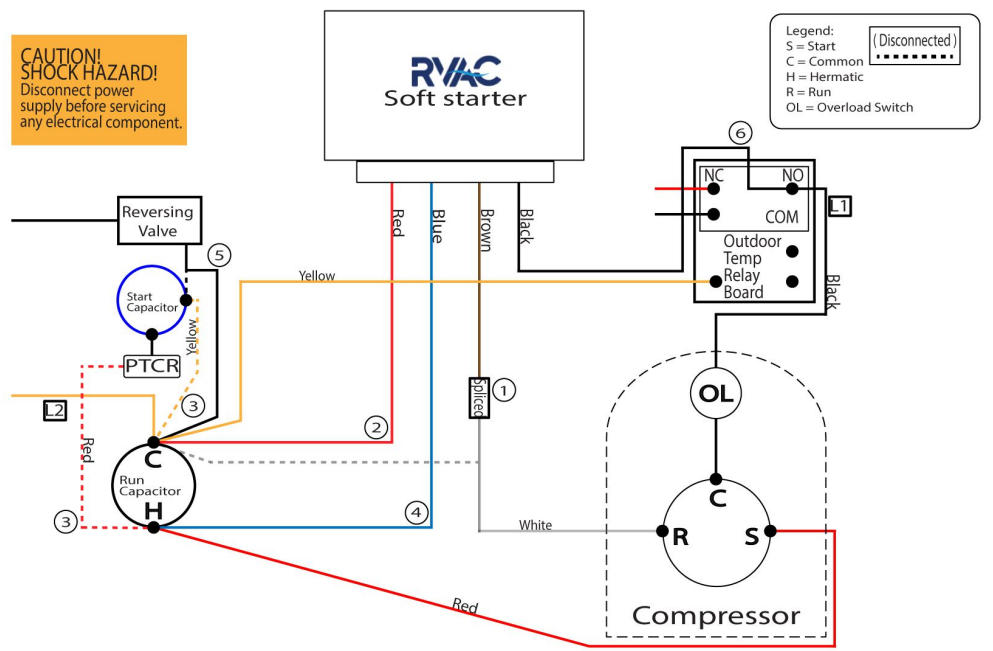 CAUTION!
SHOCK HAZARD!
Disconnect power
supply before servicing
any electrical component.
RVAC
Soft starter
Legend:
S = Start
C = Common
H = Hermatic
R = Run
OL = Overload Switch
( Disconnected )
6
NC
NO
COM
L1
Outdoor
Temp
Relay
Board
Black
Red
Blue
Brown
Black
Reversing
Valve
5
Yellow
Start
Capacitor
Yellow
PTCR
L2
3
Red
2
1
Spliced
C
Run
Capacitor
H
3
4
White
Red
OL
C
R
S
Compressor